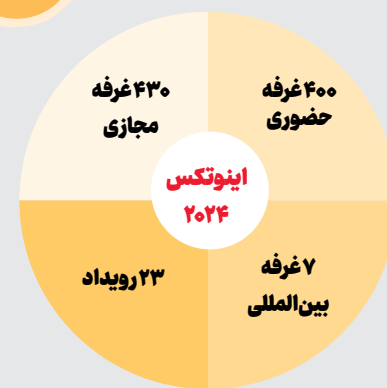 ۴۰۰ غرفه
حضوری
۴۳۰ غرفه
مجازی
اینوتکس
۲۰۲۴
۷ غرفه
بین‌المللی
۲۳ رویداد